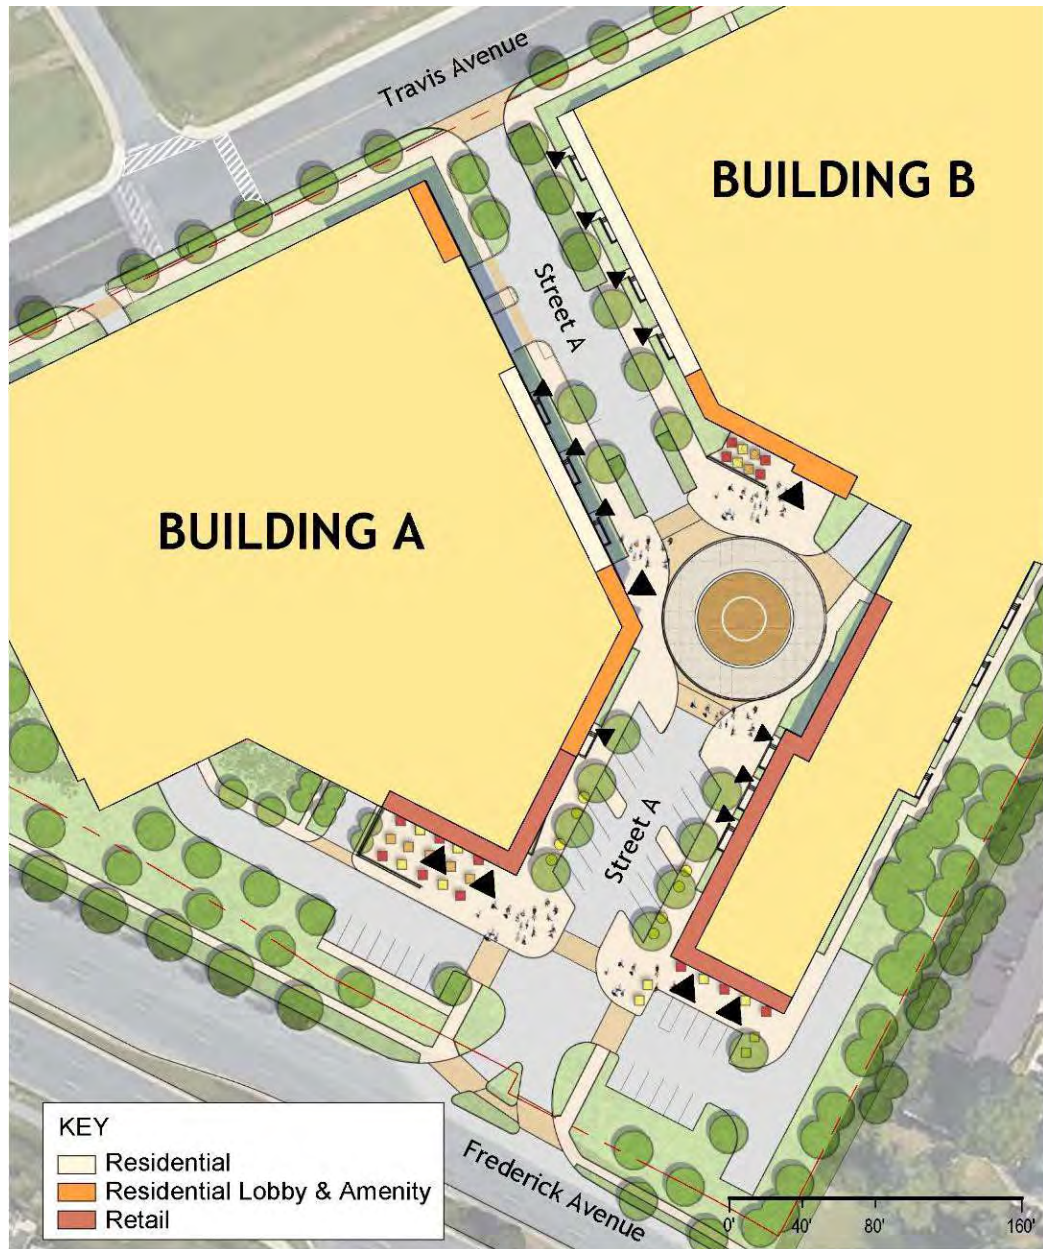 Travis Avenue
BUILDING B
Street A
BUILDING A
Street A
KEY
Residential
Residential Lobby & Amenity
Retail
Frederick Avenue
0' 40' 80' 160'